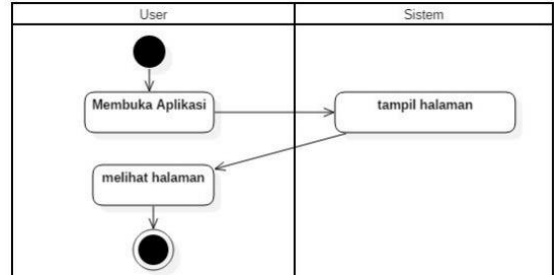 User
Sistem
Membuka Aplikasi
tampil halaman
melihat halaman